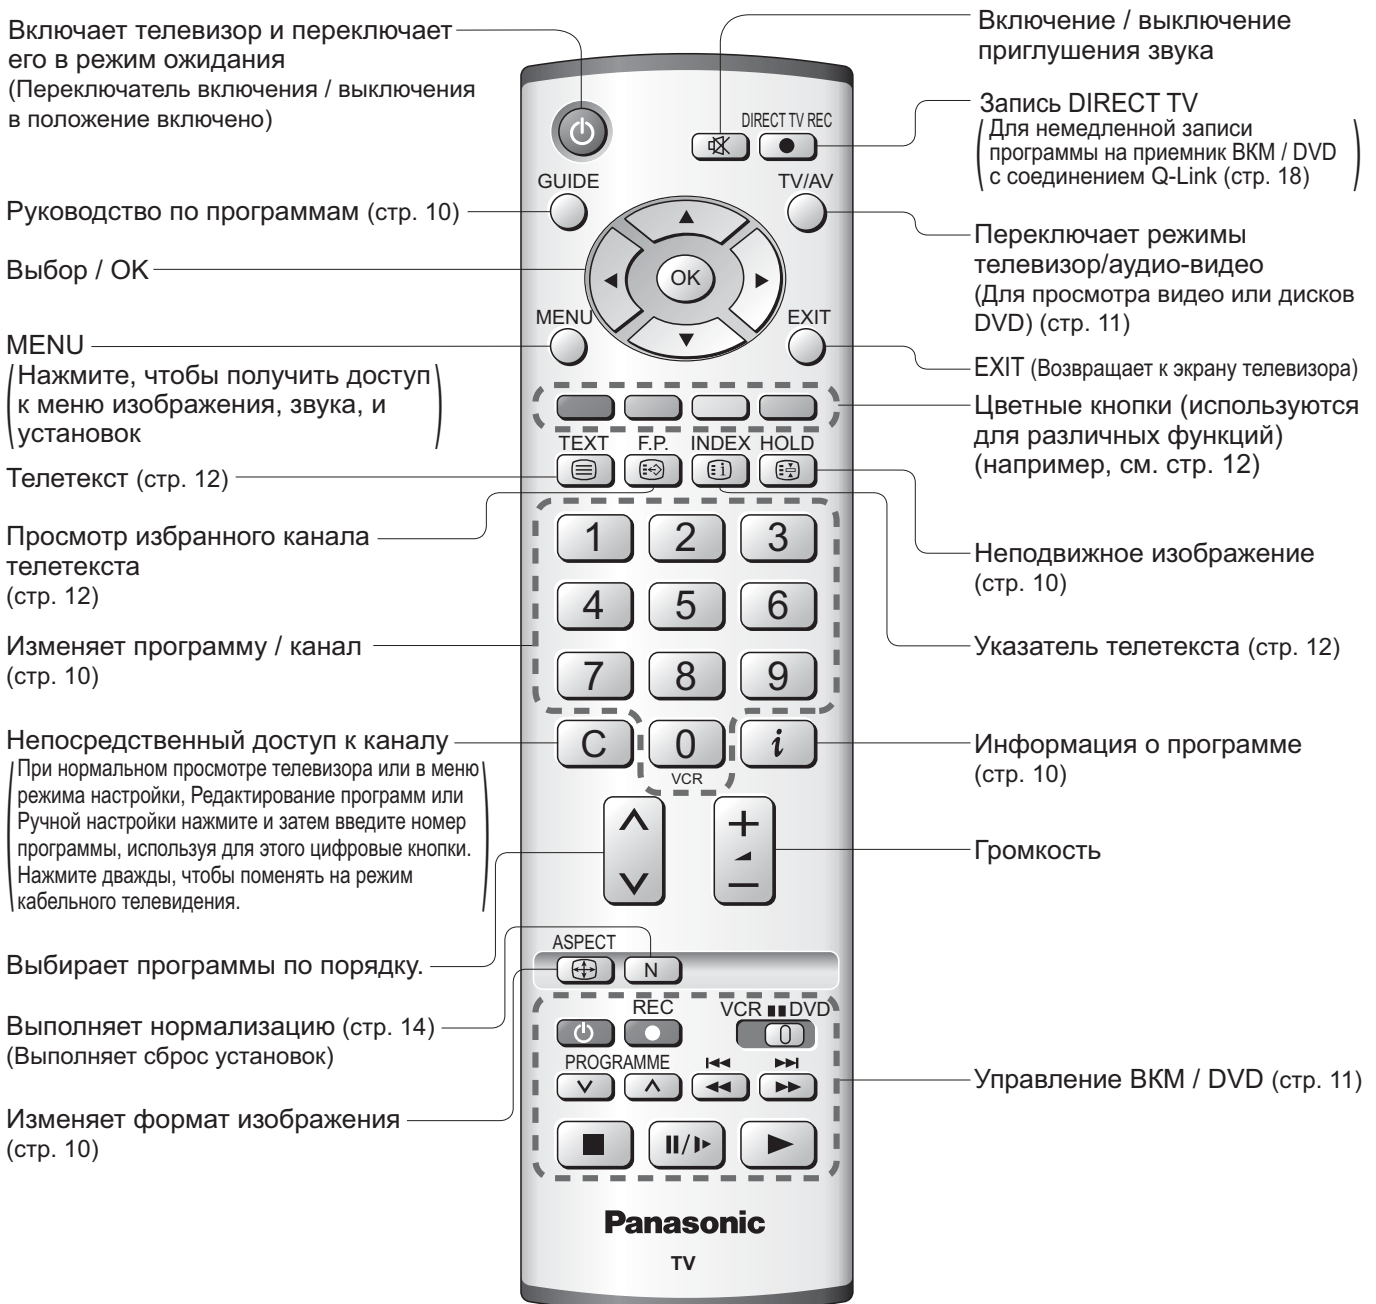 Включает телевизор и переключает
его в режим ожидания
(Переключатель включения / выключения
в положение включено)
Руководство по программам (стр. 10)
Выбор / OK
MENU
(Нажмите, чтобы получить доступ
к меню изображения, звука, и
установок)
Телетекст (стр. 12)
Просмотр избранного канала
телетекста
(стр. 12)
Изменяет программу / канал
(стр. 10)
Непосредственный доступ к каналу
(При нормальном просмотре телевизора или в меню
режима настройки, Редактирование программ или
Ручной настройки нажмите и затем введите номер
программы, используя для этого цифровые кнопки.
Нажмите дважды, чтобы поменять на режим
кабельного телевидения.)
Выбирает программы по порядку.
Выполняет нормализацию (стр. 14)
(Выполняет сброс установок)
Изменяет формат изображения
(стр. 10)
DIRECT TV REC
GUIDE
TV/AV
OK
MENU
EXIT
TEXT F.P. INDEX HOLD
1 2 3
4 5 6
7 8 9
C 0 i
VCR
ASPECT
N
REC
VCR DVD
PROGRAMME
Panasonic
TV
Включение / выключение
приглушения звука
Запись DIRECT TV
(Для немедленной записи
программы на приемник ВКМ / DVD
с соединением Q-Link (стр. 18))
Переключает режимы
телевизор/аудио-видео
(Для просмотра видео или дисков
DVD) (стр. 11)
EXIT (Возвращает к экрану телевизора)
Цветные кнопки (используются
для различных функций)
(например, см. стр. 12)
Неподвижное изображение
(стр. 10)
Указатель телетекста (стр. 12)
Информация о программе
(стр. 10)
Громкость
Управление ВКМ / DVD (стр. 11)